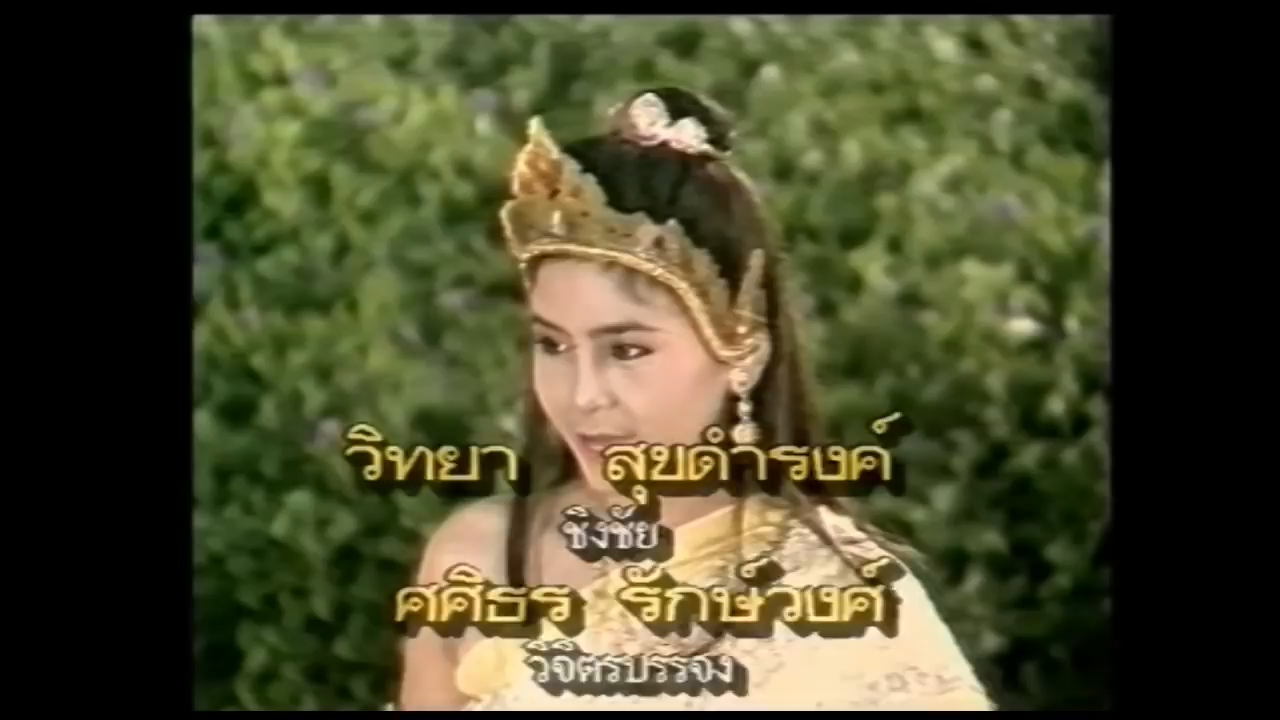 วิทยา สุขดำรงค์
ชิงชัย
ศศิธร รักษ์วงศ์
วิจิตรบรรจง